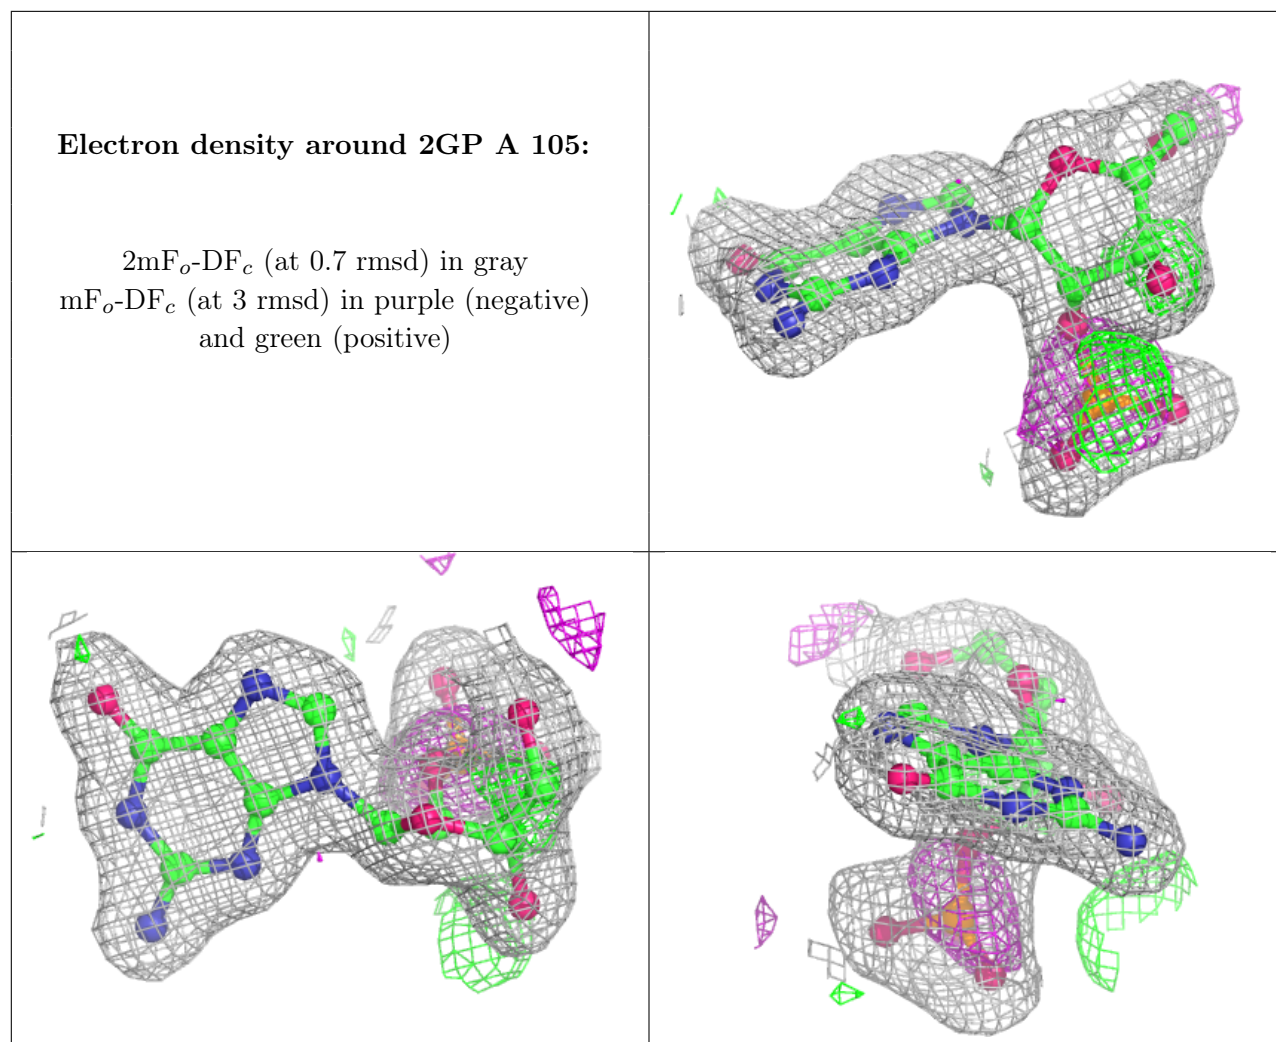 Electron density around 2GP A 105:
2mFo-DFc (at 0.7 rmsd) in gray
mFo-DFc (at 3 rmsd) in purple (negative)
and green (positive)